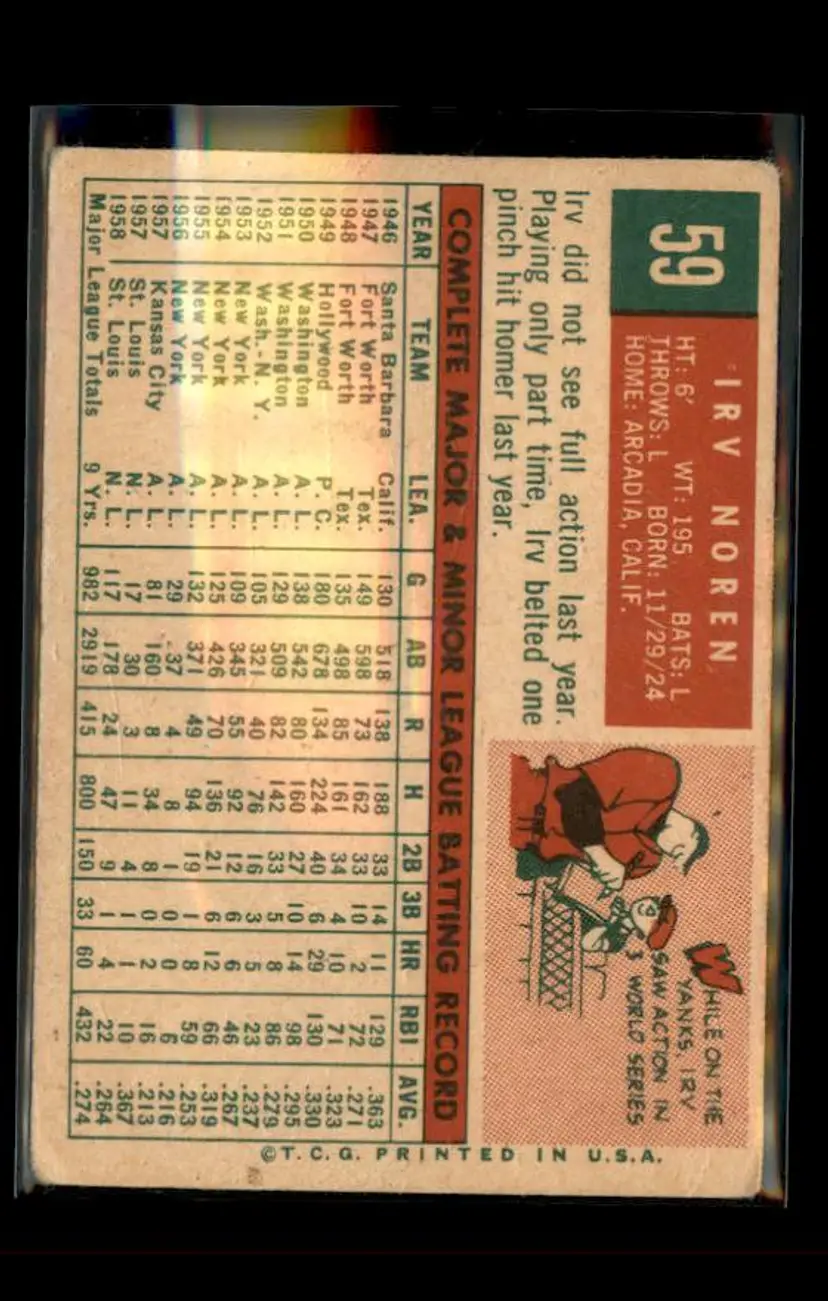 59
IRV NOREN
HT: 6' WT: 195 BATS: L
THROWS: L BORN: 11/29/24
HOME: ARCADIA, CALIF.
Irv did not see full action last year.
Playing only part time, Irv belted one
pinch hit homer last year.
WHILE ON THE
YANKS, IRV
SAW ACTION IN
3 WORLD SERIES
COMPLETE MAJOR & MINOR LEAGUE BATTING RECORD
YEAR TEAM LEA. G AB R H 2B 3B HR RBI AVG.
1946 Santa Barbara Calif. 130 518 138 188 33 14 11 129 .363
1947 Fort Worth Tex. 149 598 73 162 33 10 2 72 .271
1948 Fort Worth Tex. 135 498 85 161 34 4 10 71 .323
1949 Hollywood P. C. 180 678 134 224 40 6 29 130 .330
1950 Washington A. L. 138 542 80 160 27 10 14 98 .295
1951 Washington A. L. 129 509 82 142 33 5 8 86 .279
1952 Wash.-N. Y. A. L. 105 321 40 76 16 3 5 23 .237
1953 New York A. L. 109 345 55 92 12 6 6 46 .267
1954 New York A. L. 125 426 70 136 21 6 12 66 .319
1955 New York A. L. 132 371 49 94 19 1 8 59 .253
1956 New York A. L. 29 37 4 8 1 0 0 6 .216
1957 Kansas City A. L. 81 160 8 34 8 0 2 16 .213
1957 St. Louis N. L. 17 30 3 11 4 1 1 10 .367
1958 St. Louis N. L. 117 178 24 47 9 1 4 22 .264
Major League Totals 9 Yrs. 982 2919 415 800 150 33 60 432 .274
©T.C.G. PRINTED IN U.S.A.